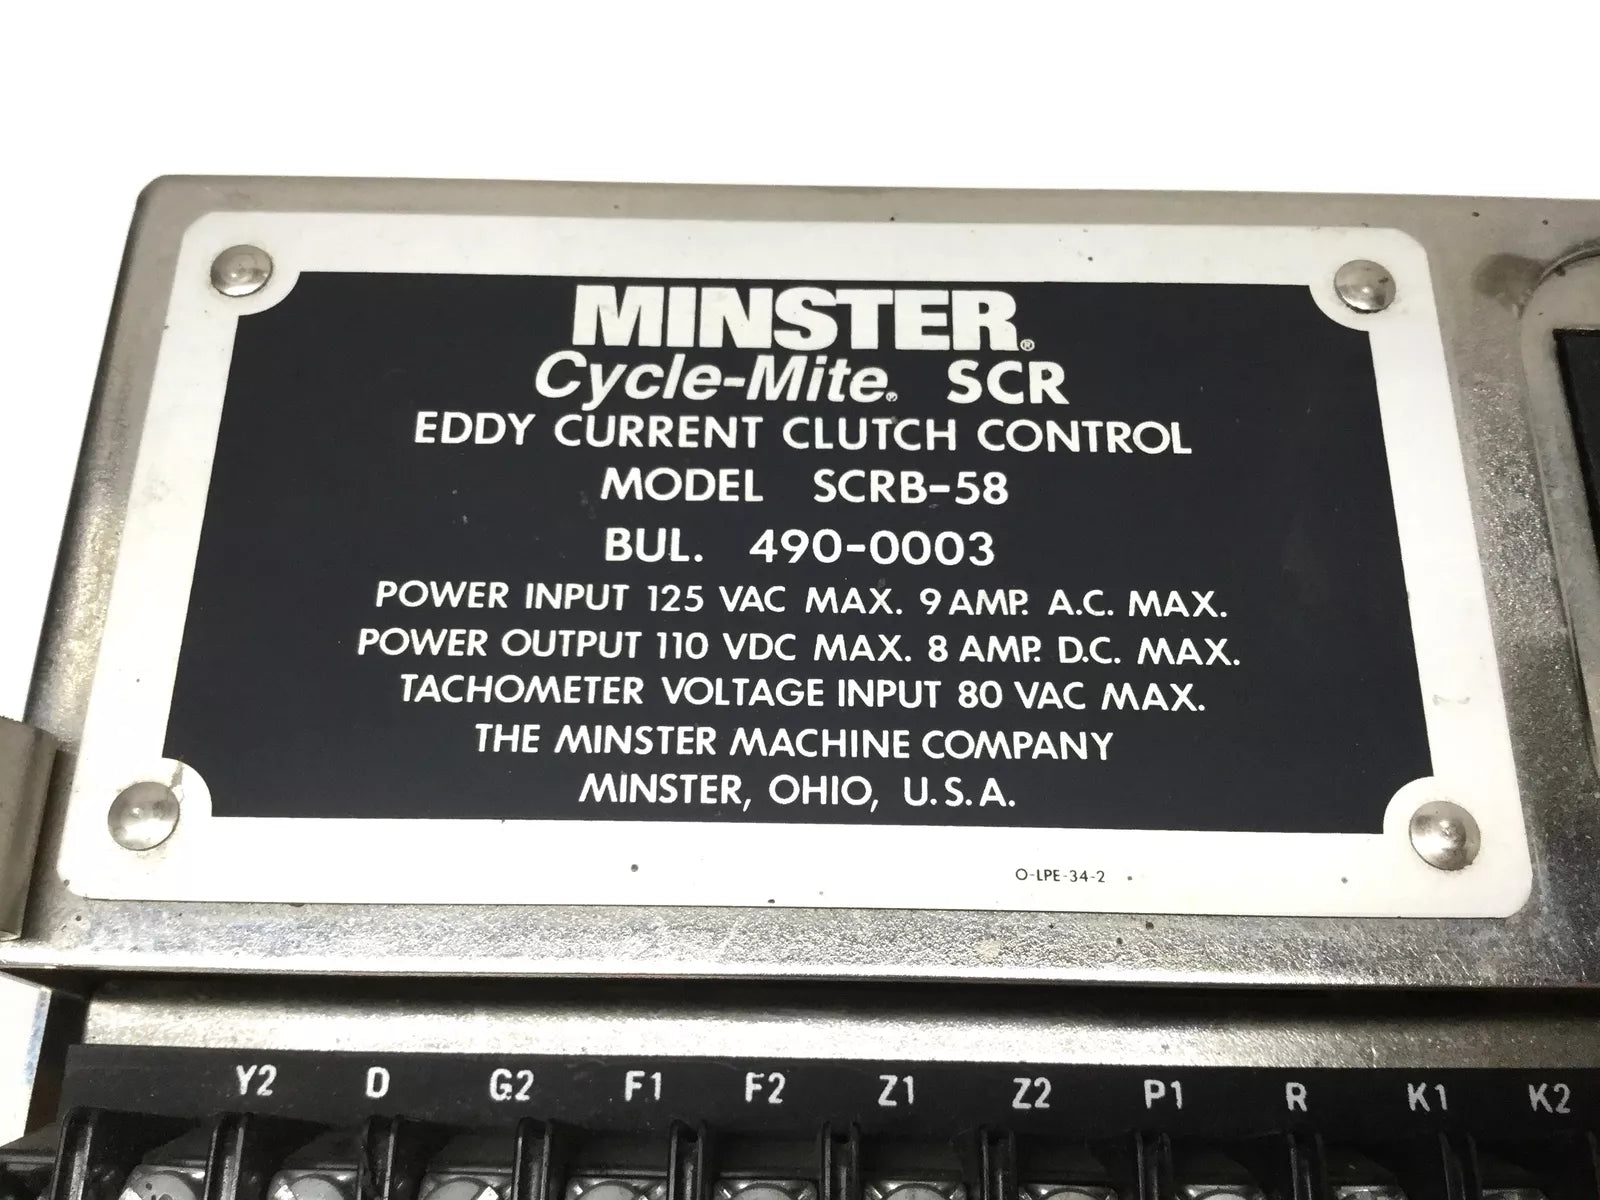 MINSTER®
Cycle-Mite® SCR
EDDY CURRENT CLUTCH CONTROL
MODEL SCRB-58
BUL. 490-0003
POWER INPUT 125 VAC MAX. 9 AMP. A.C. MAX.
POWER OUTPUT 110 VDC MAX. 8 AMP. D.C. MAX.
TACHOMETER VOLTAGE INPUT 80 VAC MAX.
THE MINSTER MACHINE COMPANY
MINSTER, OHIO, U.S.A.
O-LPE-34-2
Y2 D G2 F1 F2 Z1 Z2 P1 R K1 K2